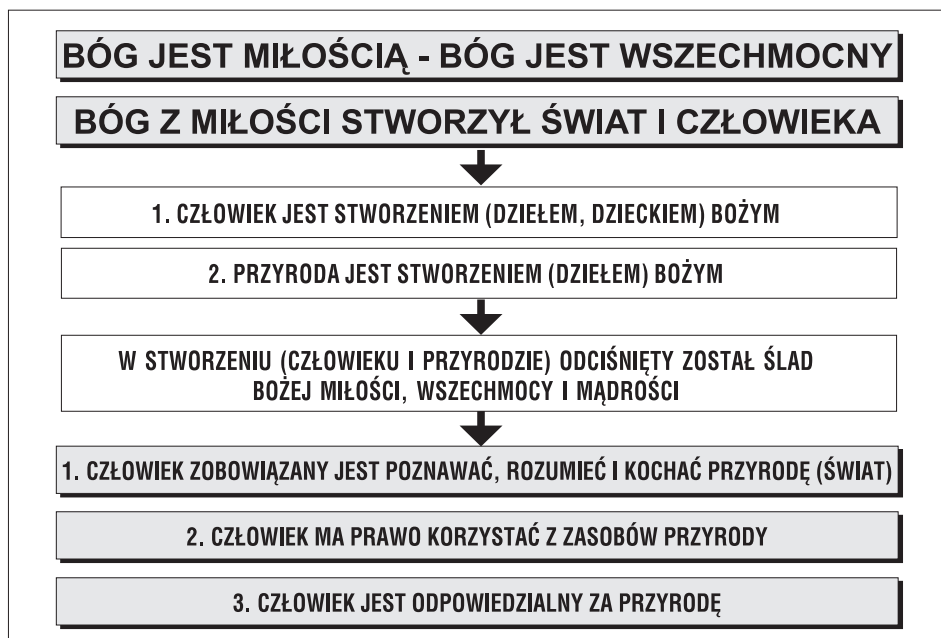 BÓG JEST MIŁOŚCIĄ - BÓG JEST WSZECHMOCNY
BÓG Z MIŁOŚCI STWORZYŁ ŚWIAT I CZŁOWIEKA
1. CZŁOWIEK JEST STWORZENIEM (DZIEŁEM, DZIECKIEM) BOŻYM
2. PRZYRODA JEST STWORZENIEM (DZIEŁEM) BOŻYM
W STWORZENIU (CZŁOWIEKU I PRZYRODZIE) ODCIŚNIĘTY ZOSTAŁ ŚLAD
BOŻEJ MIŁOŚCI, WSZECHMOCY I MĄDROŚCI
1. CZŁOWIEK ZOBOWIĄZANY JEST POZNAWAĆ, ROZUMIEĆ I KOCHAĆ PRZYRODĘ (ŚWIAT)
2. CZŁOWIEK MA PRAWO KORZYSTAĆ Z ZASOBÓW PRZYRODY
3. CZŁOWIEK JEST ODPOWIEDZIALNY ZA PRZYRODĘ